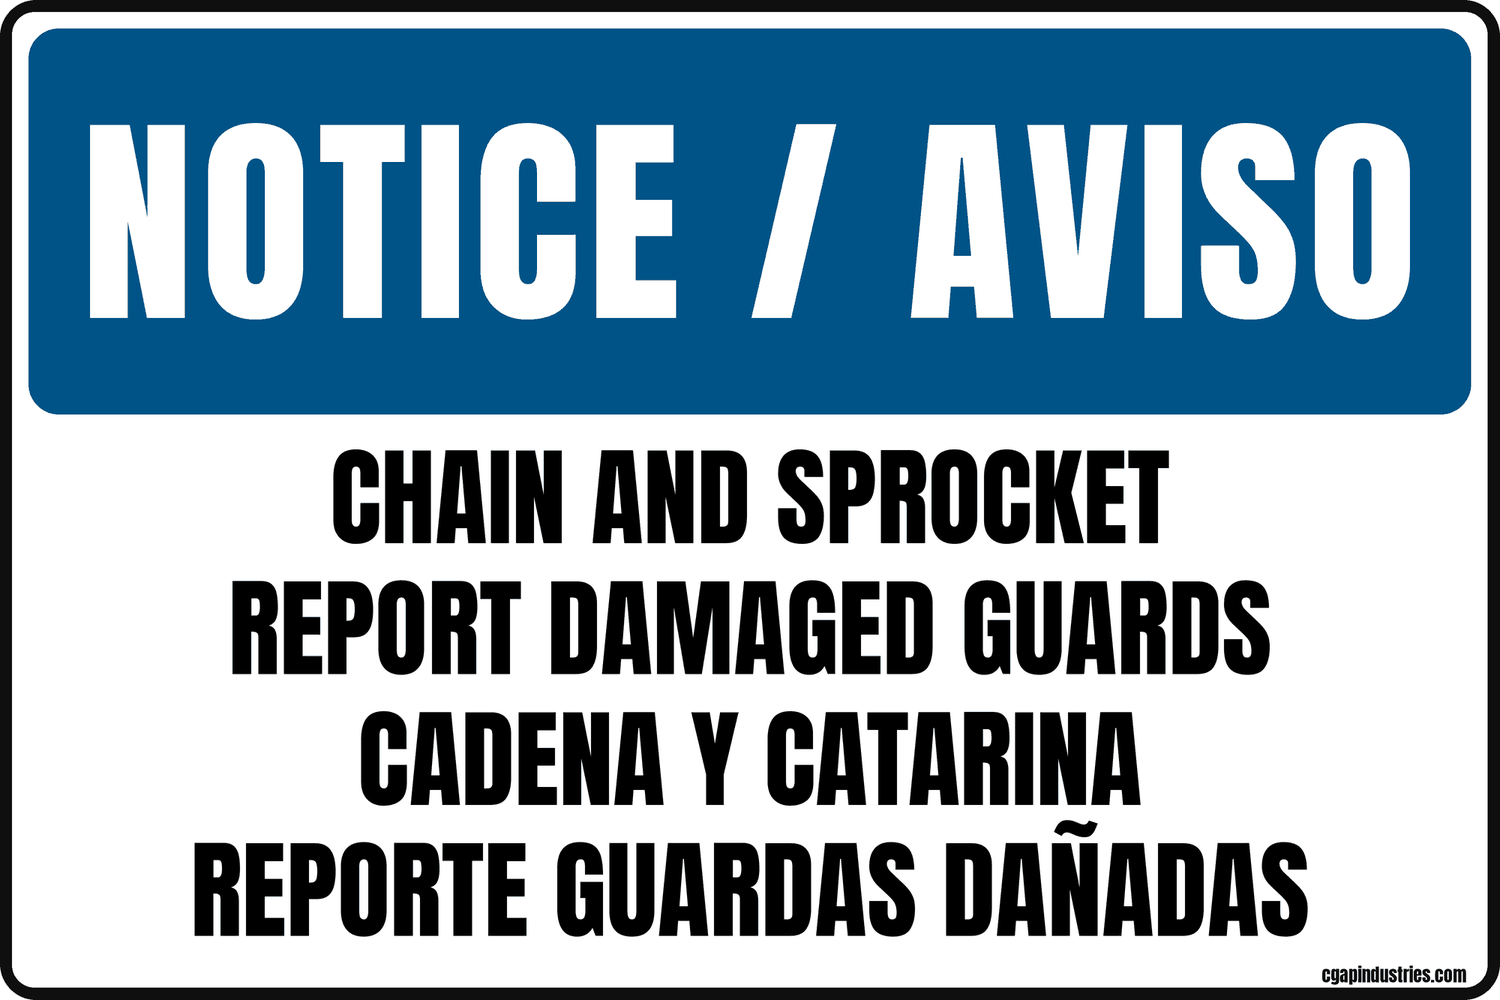 NOTICE / AVISO
CHAIN AND SPROCKET
REPORT DAMAGED GUARDS
CADENA Y CATARINA
REPORTE GUARDAS DAÑADAS
cgapindustries.com